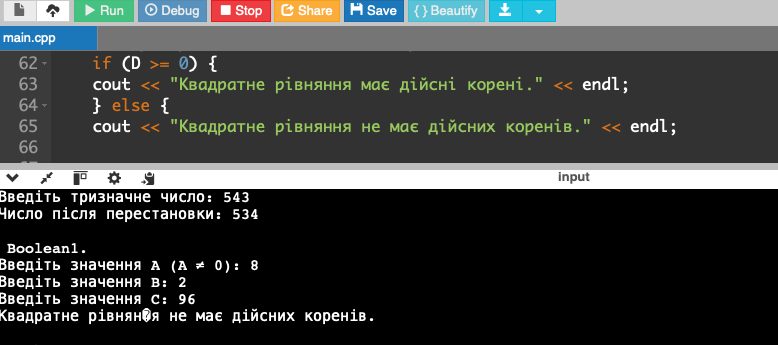 Run Debug Stop Share Save { } Beautify
main.cpp
62 if (D >= 0) {
63 cout << "Квадратне рівняння має дійсні корені." << endl;
64 } else {
65 cout << "Квадратне рівняння не має дійсних коренів." << endl;
66
input
Введіть тризначне число: 543
Число після перестановки: 534
Boolean1.
Введіть значення A (A ≠ 0): 8
Введіть значення B: 2
Введіть значення C: 96
Квадратне рівнян�я не має дійсних коренів.